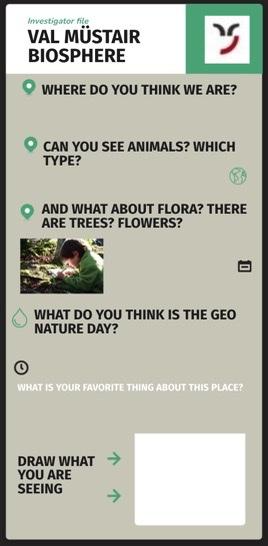 Investigator file
VAL MÜSTAIR
BIOSPHERE
WHERE DO YOU THINK WE ARE?
CAN YOU SEE ANIMALS? WHICH
TYPE?
AND WHAT ABOUT FLORA? THERE
ARE TREES? FLOWERS?
WHAT DO YOU THINK IS THE GEO
NATURE DAY?
WHAT IS YOUR FAVORITE THING ABOUT THIS PLACE?
DRAW WHAT
YOU ARE
SEEING